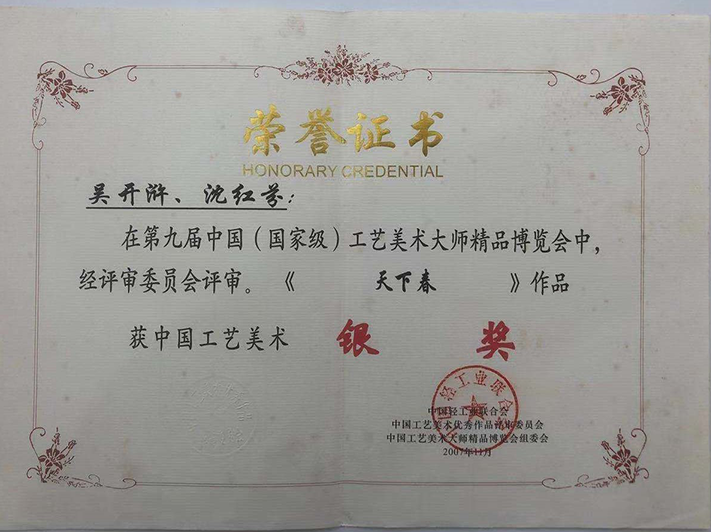 荣誉证书
HONORARY CREDENTIAL
吴开浒、沈红芬：
在第九届中国（国家级）工艺美术大师精品博览会中，
经评审委员会评审。《 天下春 》作品
获中国工艺美术 银 奖
中国轻工业联合会
中国工艺美术优秀作品评审委员会
中国工艺美术大师精品博览会组委会
2007年11月